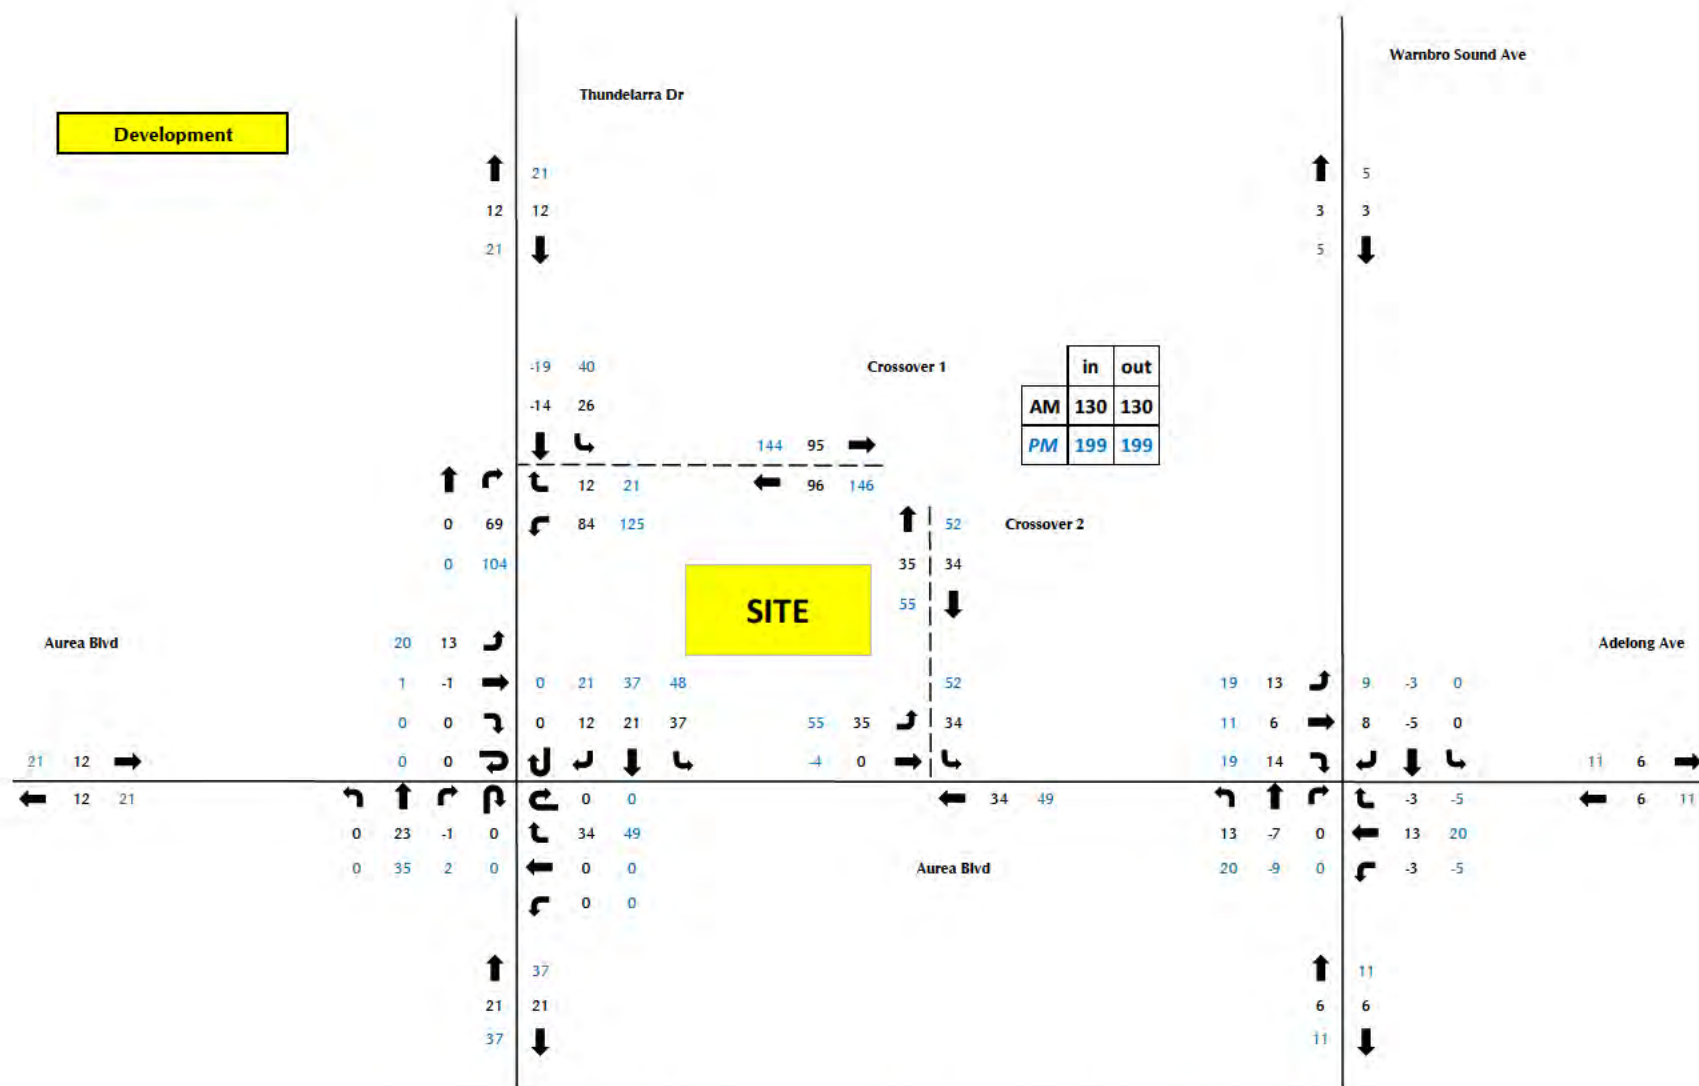 Warnbro Sound Ave
Thundelarra Dr
Development
21 5
12 12 3 3
21 5
-19 40 Crossover 1 in out
-14 26 AM 130 130
144 95 PM 199 199
12 21 96 146
0 69 84 125 52 Crossover 2
0 104 35 34
SITE 55
Aurea Blvd 20 13 Adelong Ave
1 -1 0 21 37 48 52 19 13 9 -3 0
0 0 0 12 21 37 55 35 34 11 6 8 -5 0
21 12 0 0 -4 0 19 14 11 6
12 21 0 0 34 49 -3 -5 6 11
0 23 -1 0 34 49 13 -7 0 13 20
0 35 2 0 0 0 Aurea Blvd 20 -9 0 -3 -5
0 0
37 11
21 21 6 6
37 11